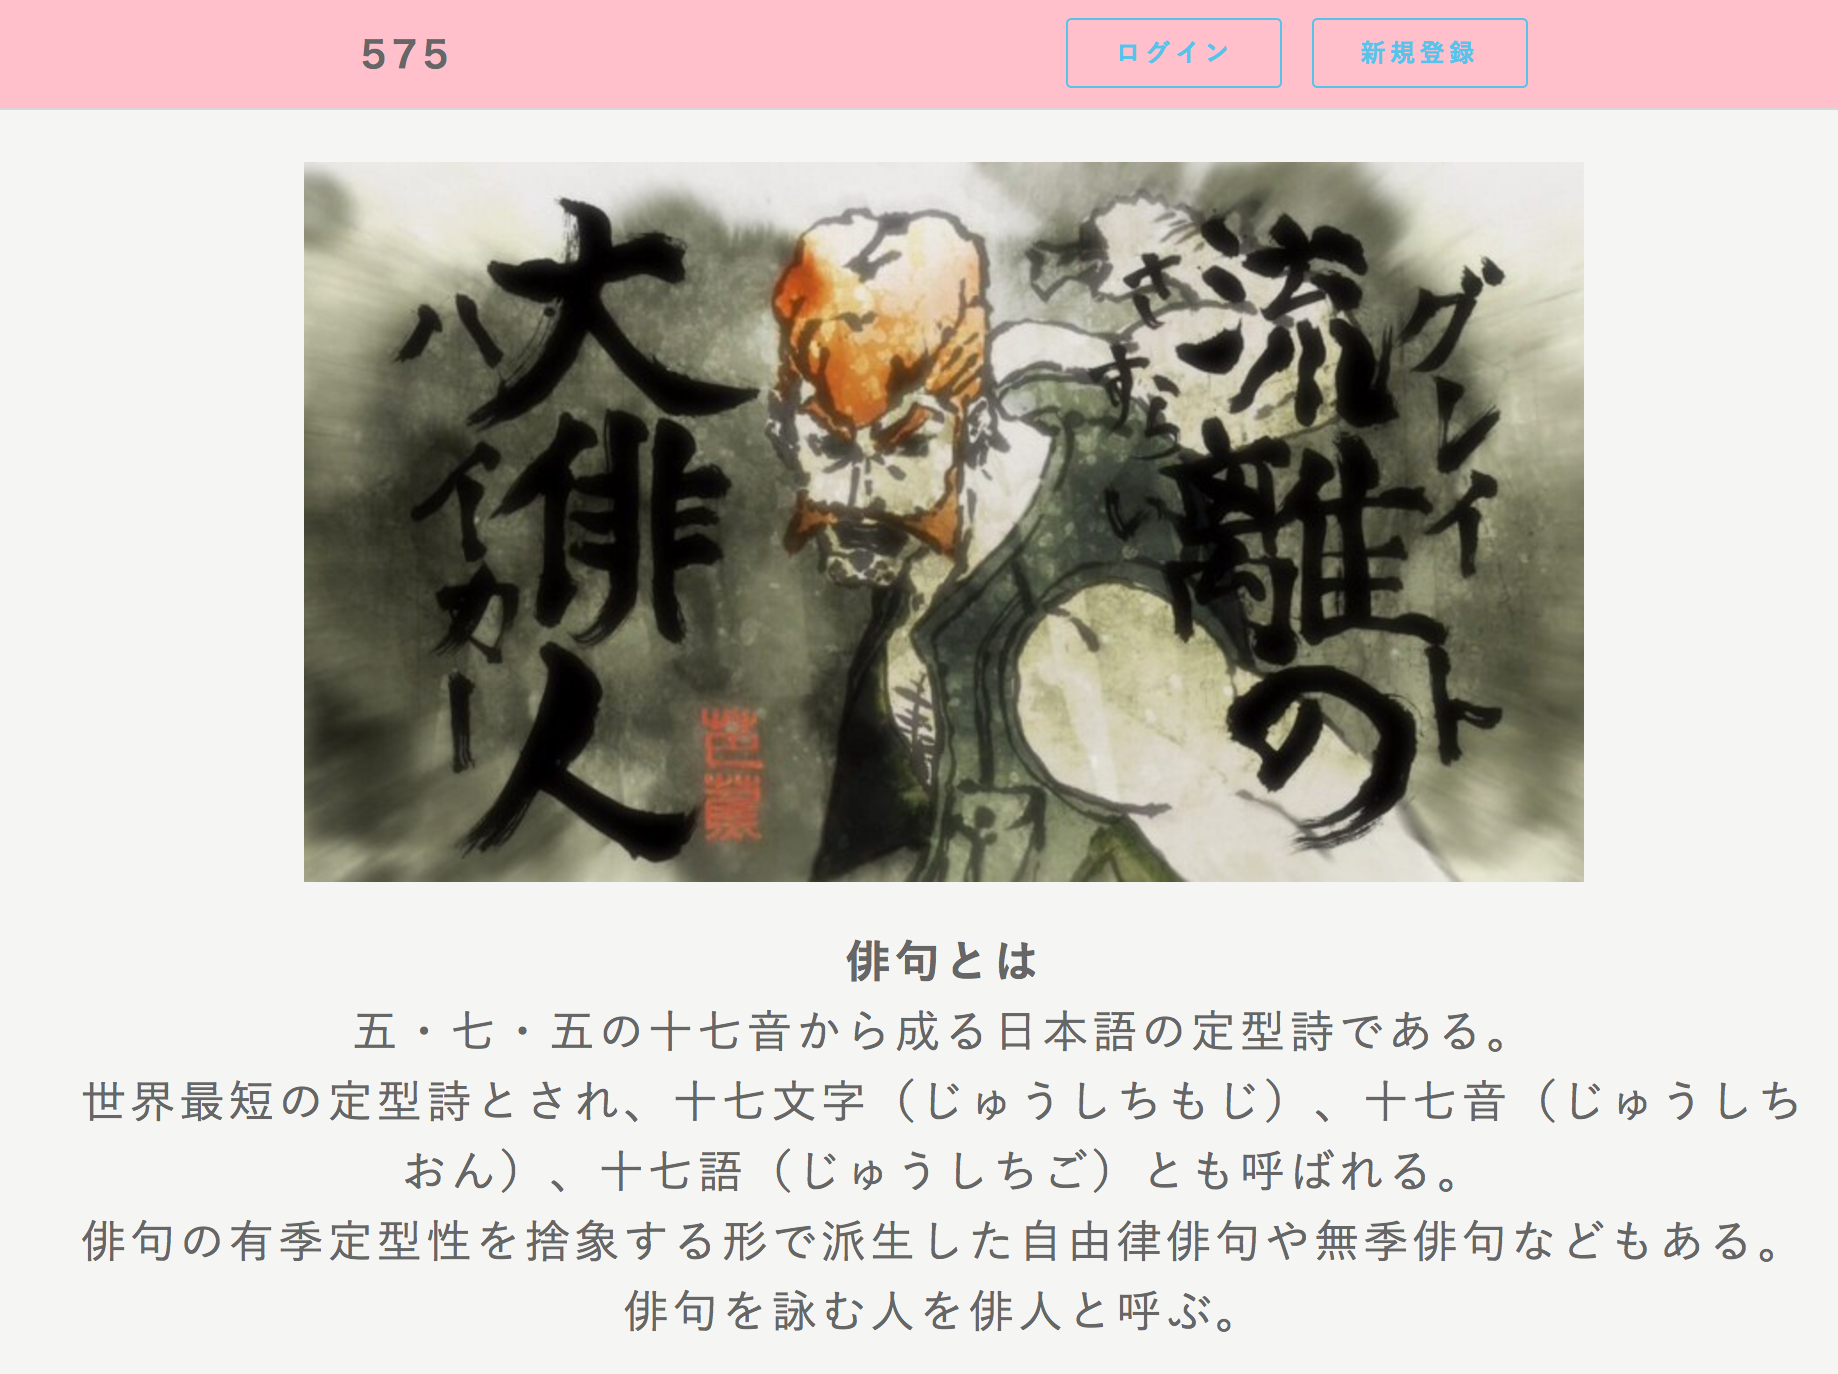 575
ログイン
新規登録
グレイト
流離の
さすらい
大俳人
ハイカー
芭蕉
俳句とは
五・七・五の十七音から成る日本語の定型詩である。
世界最短の定型詩とされ、十七文字（じゅうしちもじ）、十七音（じゅうしち
おん）、十七語（じゅうしちご）とも呼ばれる。
俳句の有季定型性を捨象する形で派生した自由律俳句や無季俳句などもある。
俳句を詠む人を俳人と呼ぶ。